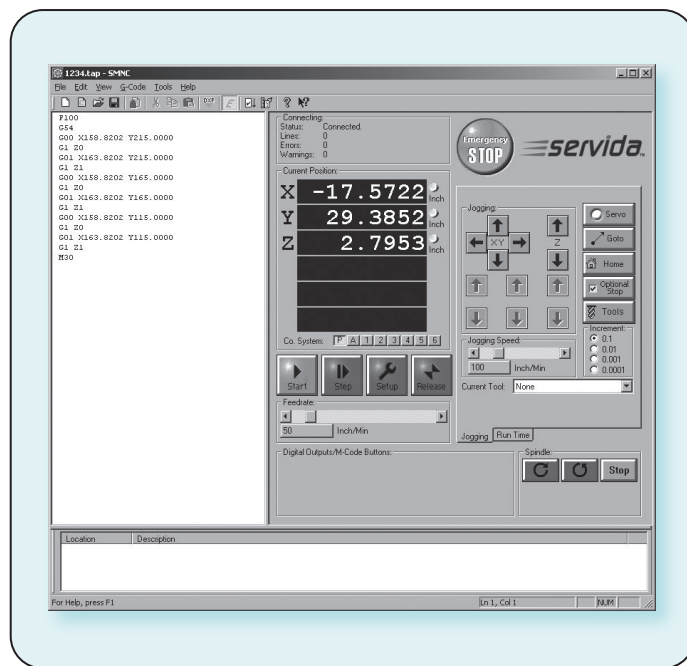 1234.tap - SMNC
File Edit View G-Code Tools Help
DXF
F100
G54
G00 X158.8202 Y215.0000
G1 Z0
G01 X163.8202 Y215.0000
G1 Z1
G00 X158.8202 Y165.0000
G1 Z0
G01 X163.8202 Y165.0000
G1 Z1
G00 X158.8202 Y115.0000
G1 Z0
G01 X163.8202 Y115.0000
G1 Z1
M30
Connecting:
Status: Connected.
Lines: 0
Errors: 0
Warnings: 0
Current Position:
X -17.5722 Inch
Y 29.3852 Inch
Z 2.7953 Inch
Co. System: P A 1 2 3 4 5 6
Start Step Setup Release
Feedrate:
50 Inch/Min
Digital Outputs/M-Code Buttons:
Emergency
STOP
servida
Jogging:
XY
Z
Servo
Goto
Home
Optional
Stop
Tools
Increment:
0.1
0.01
0.001
0.0001
Jogging Speed:
100 Inch/Min
Current Tool: None
Jogging Run Time
Spindle:
Stop
Location Description
For Help, press F1
Ln 1, Col 1
NUM